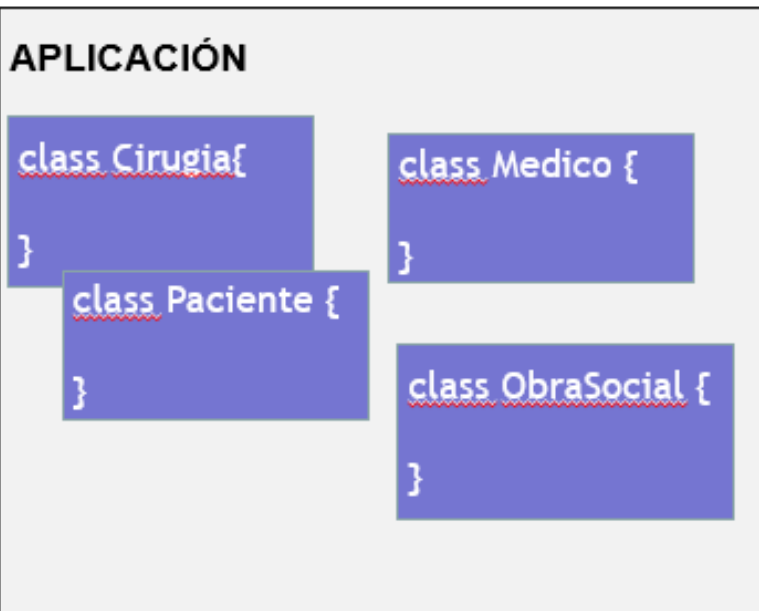 APLICACIÓN
class Cirugia{
}
class Medico {
}
class Paciente {
}
class ObraSocial {
}